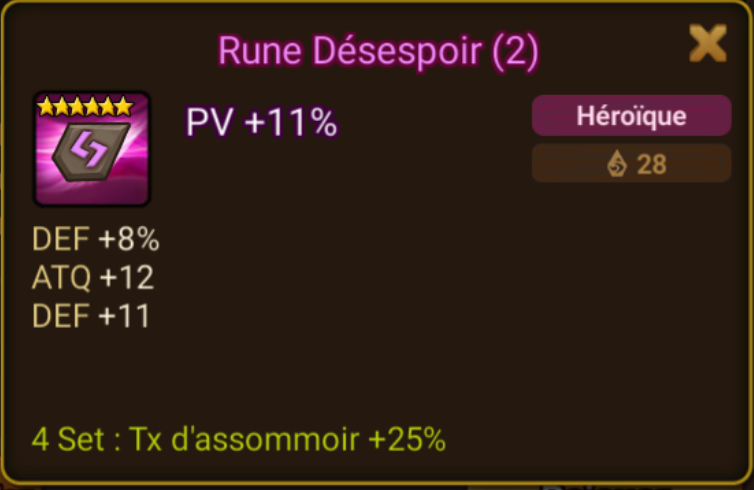 Rune Désespoir (2)
PV +11%
Héroïque
28
DEF +8%
ATQ +12
DEF +11
4 Set : Tx d'assommoir +25%